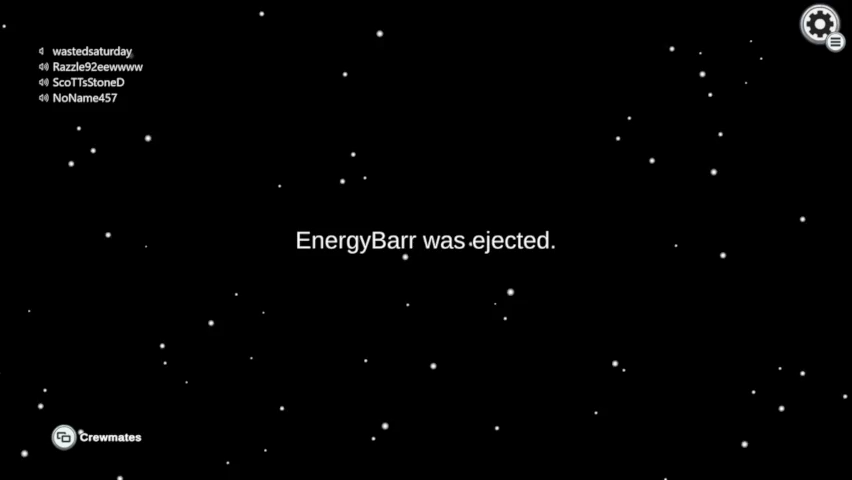 wastedsaturday
Razzle92eewwww
ScoTTsStoneD
NoName457
EnergyBarr was ejected.
Crewmates